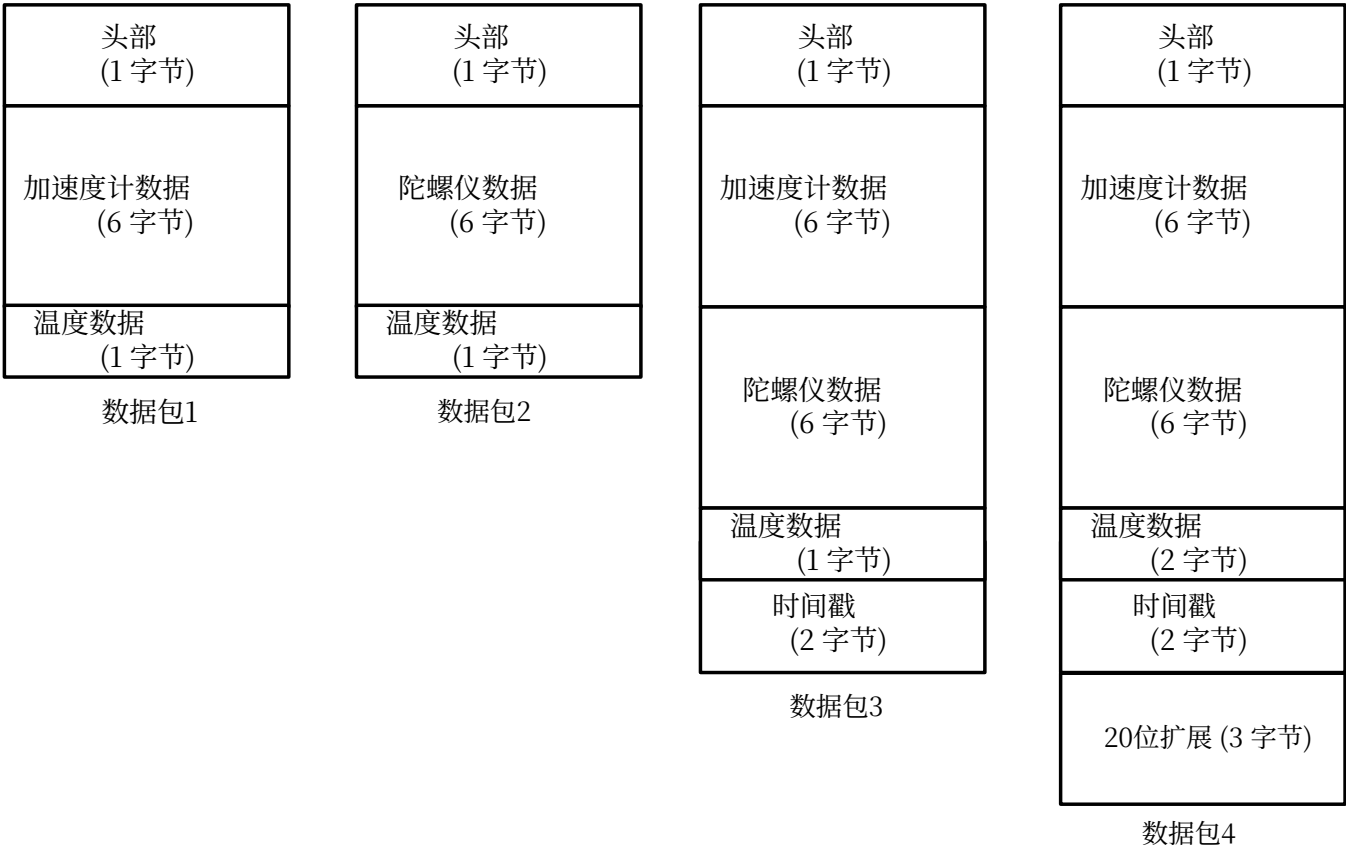 头部
(1 字节)
加速度计数据
(6 字节)
温度数据
(1 字节)
数据包1
头部
(1 字节)
陀螺仪数据
(6 字节)
温度数据
(1 字节)
数据包2
头部
(1 字节)
加速度计数据
(6 字节)
陀螺仪数据
(6 字节)
温度数据
(1 字节)
时间戳
(2 字节)
数据包3
头部
(1 字节)
加速度计数据
(6 字节)
陀螺仪数据
(6 字节)
温度数据
(2 字节)
时间戳
(2 字节)
20位扩展 (3 字节)
数据包4